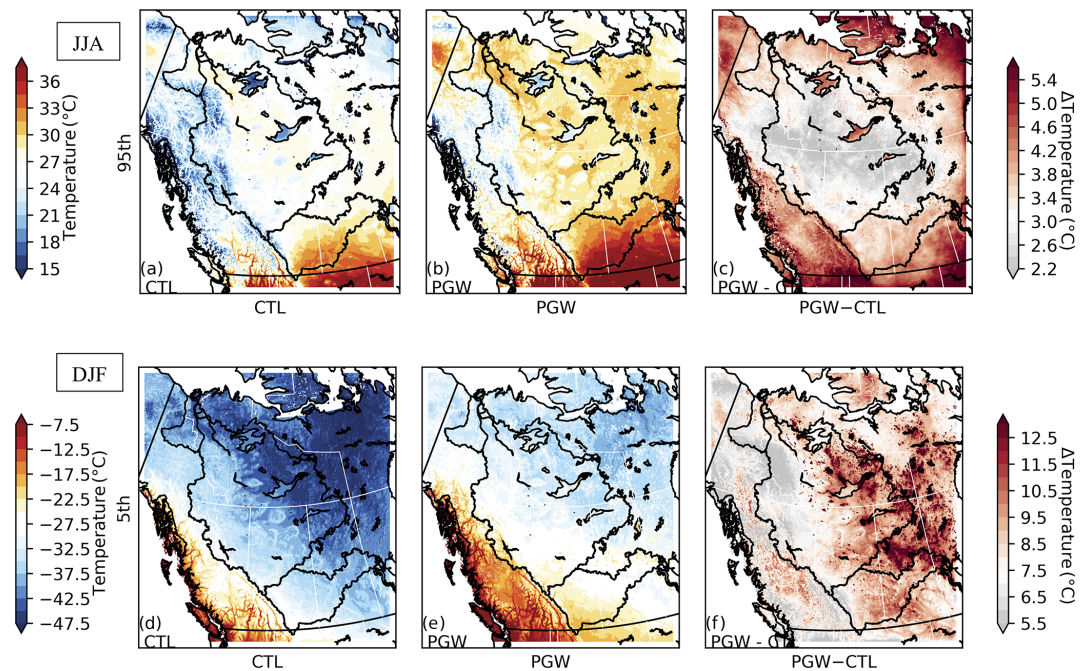 JJA
36
33
30
27
24
21
18
15
Temperature (°C)
95th
(a)
CTL
CTL
(b)
PGW
PGW
(c)
PGW - CTL
PGW−CTL
5.4
5.0
4.6
4.2
3.8
3.4
3.0
2.6
2.2
ΔTemperature (°C)
DJF
−7.5
−12.5
−17.5
−22.5
−27.5
−32.5
−37.5
−42.5
−47.5
Temperature (°C)
5th
(d)
CTL
CTL
(e)
PGW
PGW
(f)
PGW - CTL
PGW−CTL
12.5
11.5
10.5
9.5
8.5
7.5
6.5
5.5
ΔTemperature (°C)